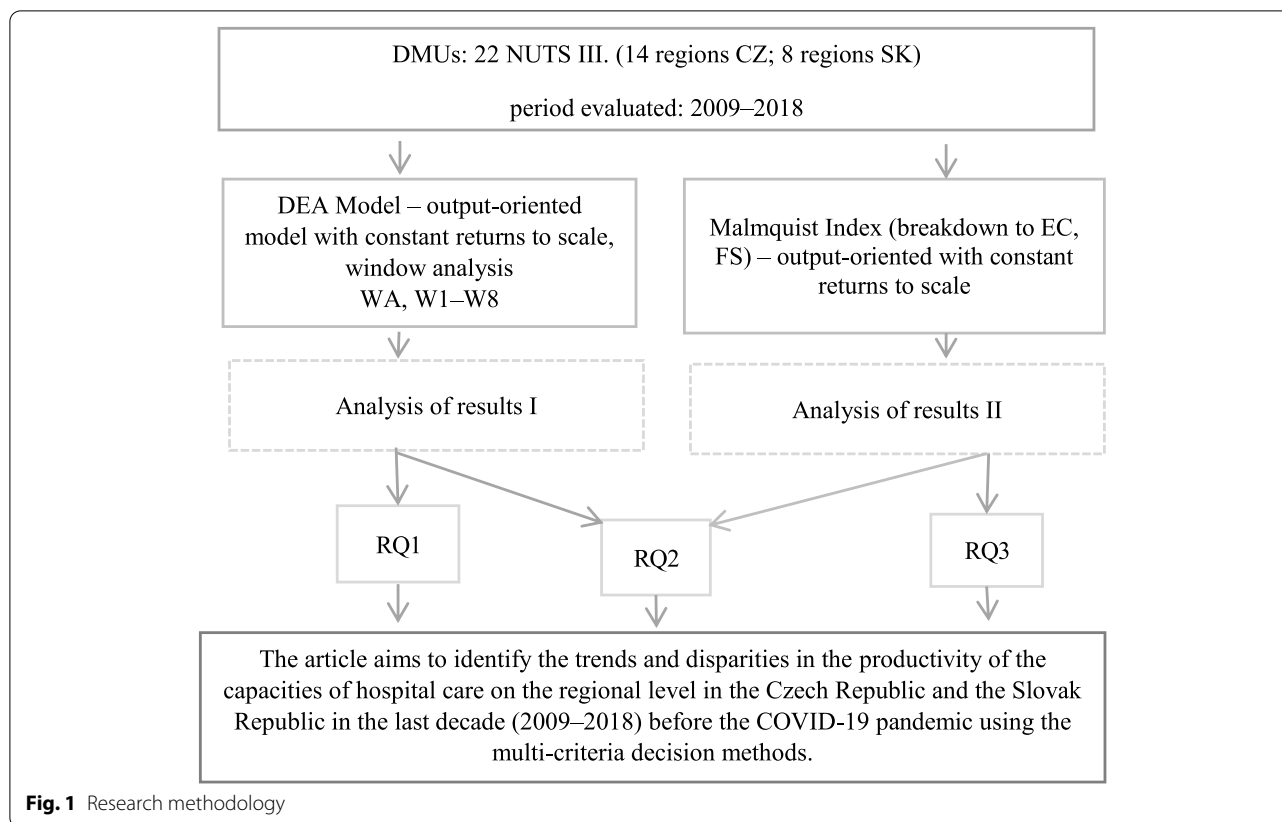 DMUs: 22 NUTS III. (14 regions CZ; 8 regions SK)
period evaluated: 2009–2018
DEA Model – output-oriented
model with constant returns to scale,
window analysis
WA, W1–W8
Malmquist Index (breakdown to EC,
FS) – output-oriented with constant
returns to scale
Analysis of results I
Analysis of results II
RQ1
RQ2
RQ3
The article aims to identify the trends and disparities in the productivity of the
capacities of hospital care on the regional level in the Czech Republic and the Slovak
Republic in the last decade (2009–2018) before the COVID-19 pandemic using the
multi-criteria decision methods.
Fig. 1 Research methodology